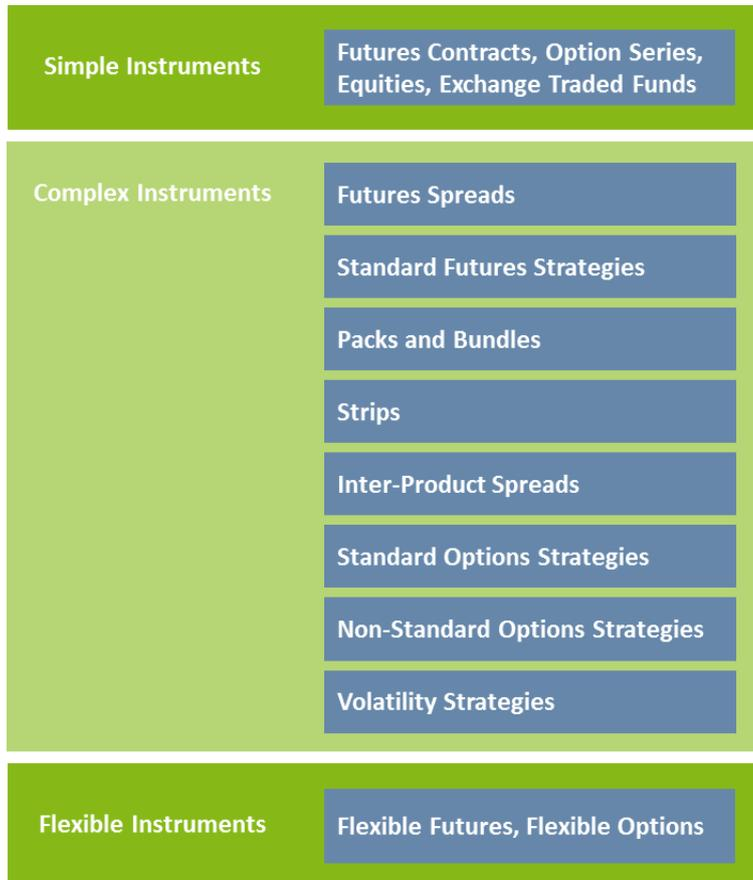 Simple Instruments
Futures Contracts, Option Series,
Equities, Exchange Traded Funds
Complex Instruments
Futures Spreads
Standard Futures Strategies
Packs and Bundles
Strips
Inter-Product Spreads
Standard Options Strategies
Non-Standard Options Strategies
Volatility Strategies
Flexible Instruments
Flexible Futures, Flexible Options